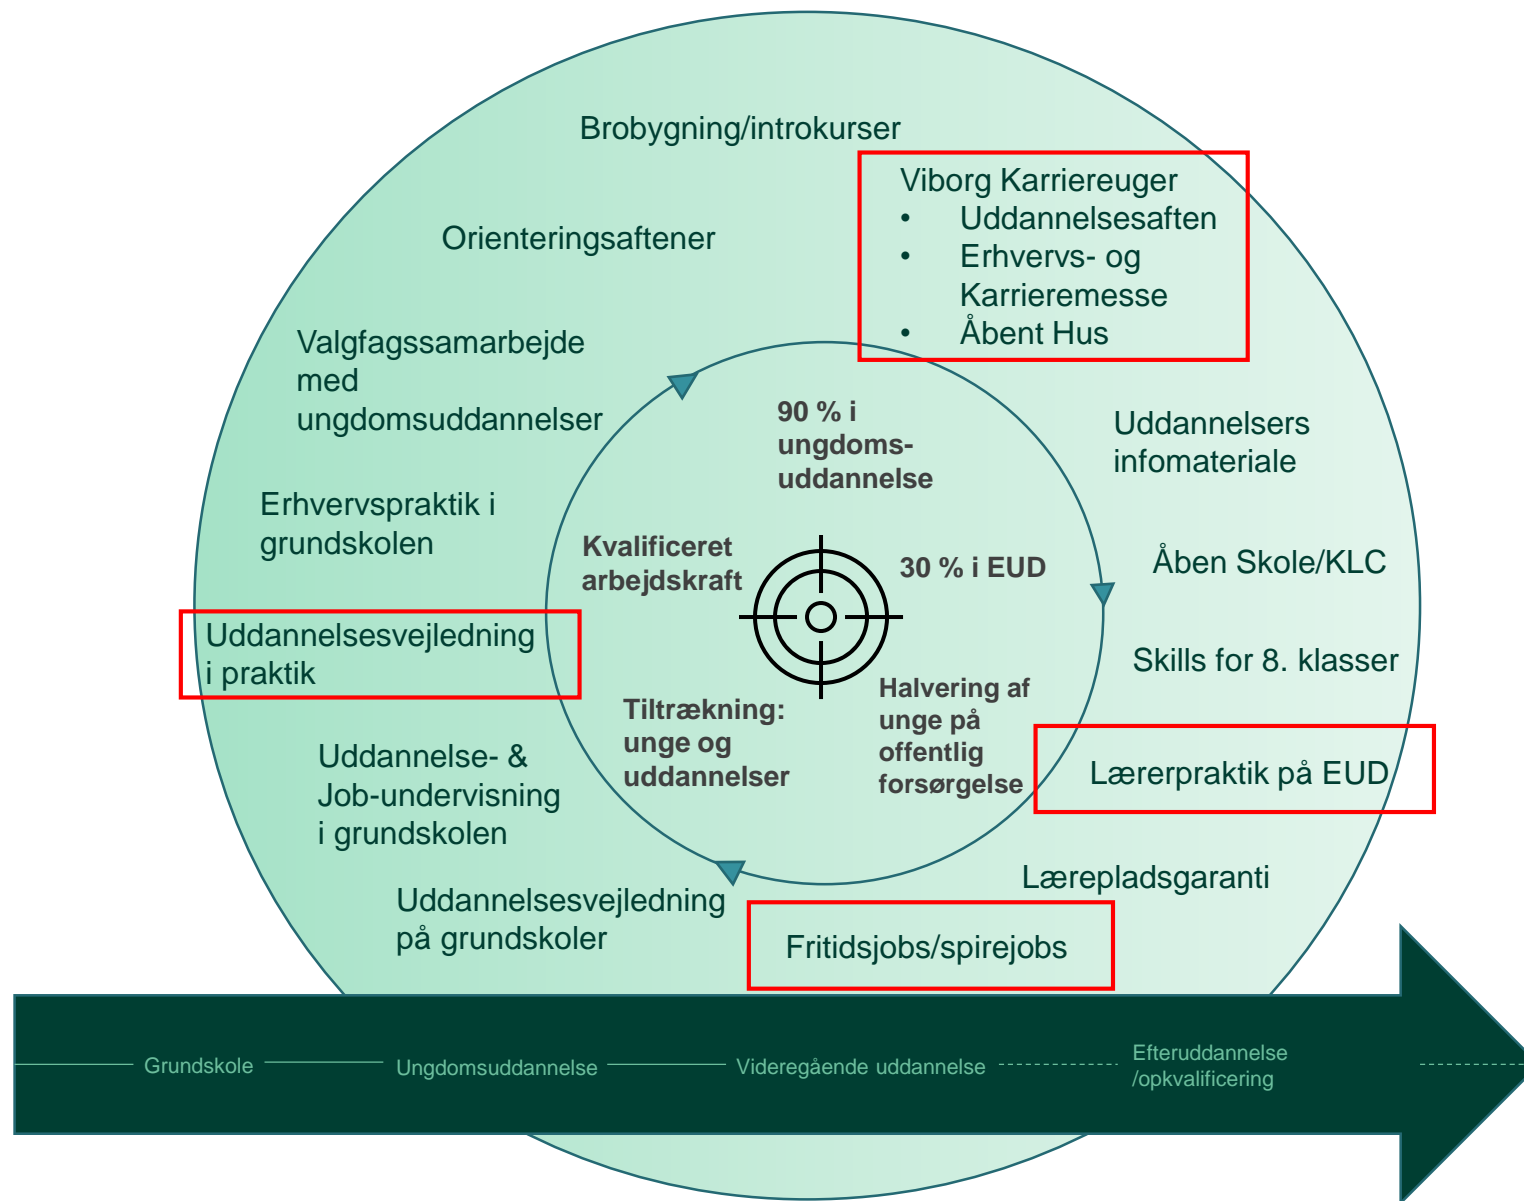 Brobygning/introkurser
Viborg Karriereuger
• Uddannelsesaften
• Erhvervs- og
Karrieremesse
• Åbent Hus
Orienteringsaftener
Valgfagssamarbejde
med
ungdomsuddannelser
90 % i
ungdoms-
uddannelse
Uddannelsers
infomateriale
Erhvervspraktik i
grundskolen
Kvalificeret
arbejdskraft
30 % i EUD
Åben Skole/KLC
Uddannelsesvejledning
i praktik
Skills for 8. klasser
Tiltrækning:
unge og
uddannelser
Halvering af
unge på
offentlig
forsørgelse
Lærerpraktik på EUD
Uddannelse- &
Job-undervisning
i grundskolen
Lærepladsgaranti
Uddannelsesvejledning
på grundskoler
Fritidsjobs/spirejobs
Grundskole
Ungdomsuddannelse
Videregående uddannelse
Efteruddannelse
/opkvalificering